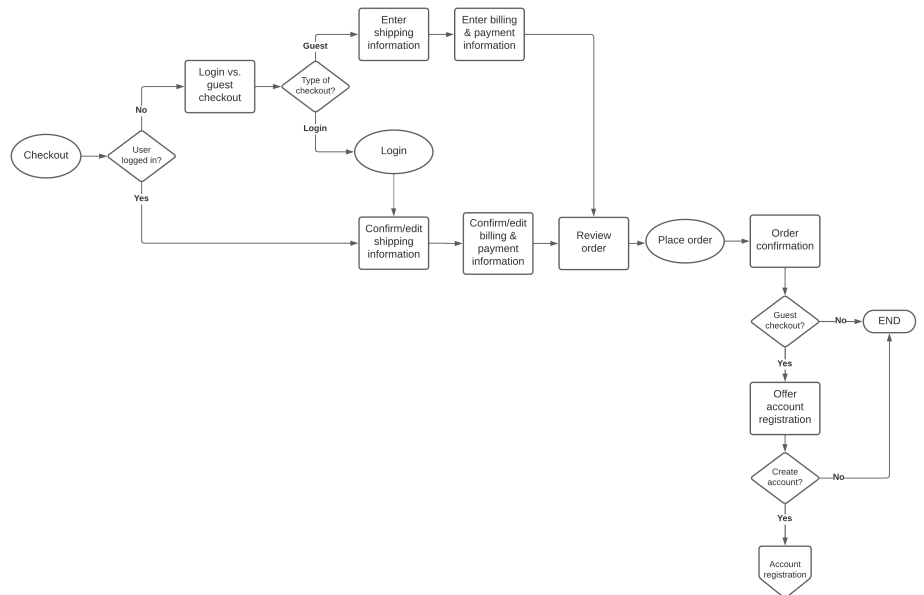 Enter
shipping
information
Enter billing
& payment
information
Guest
Login vs.
guest
checkout
Type of
checkout?
No
Login
Checkout
User
logged in?
Login
Yes
Confirm/edit
shipping
information
Confirm/edit
billing &
payment
information
Review
order
Place order
Order
confirmation
Guest
checkout?
No
END
Yes
Offer
account
registration
Create
account?
No
Yes
Account
registration